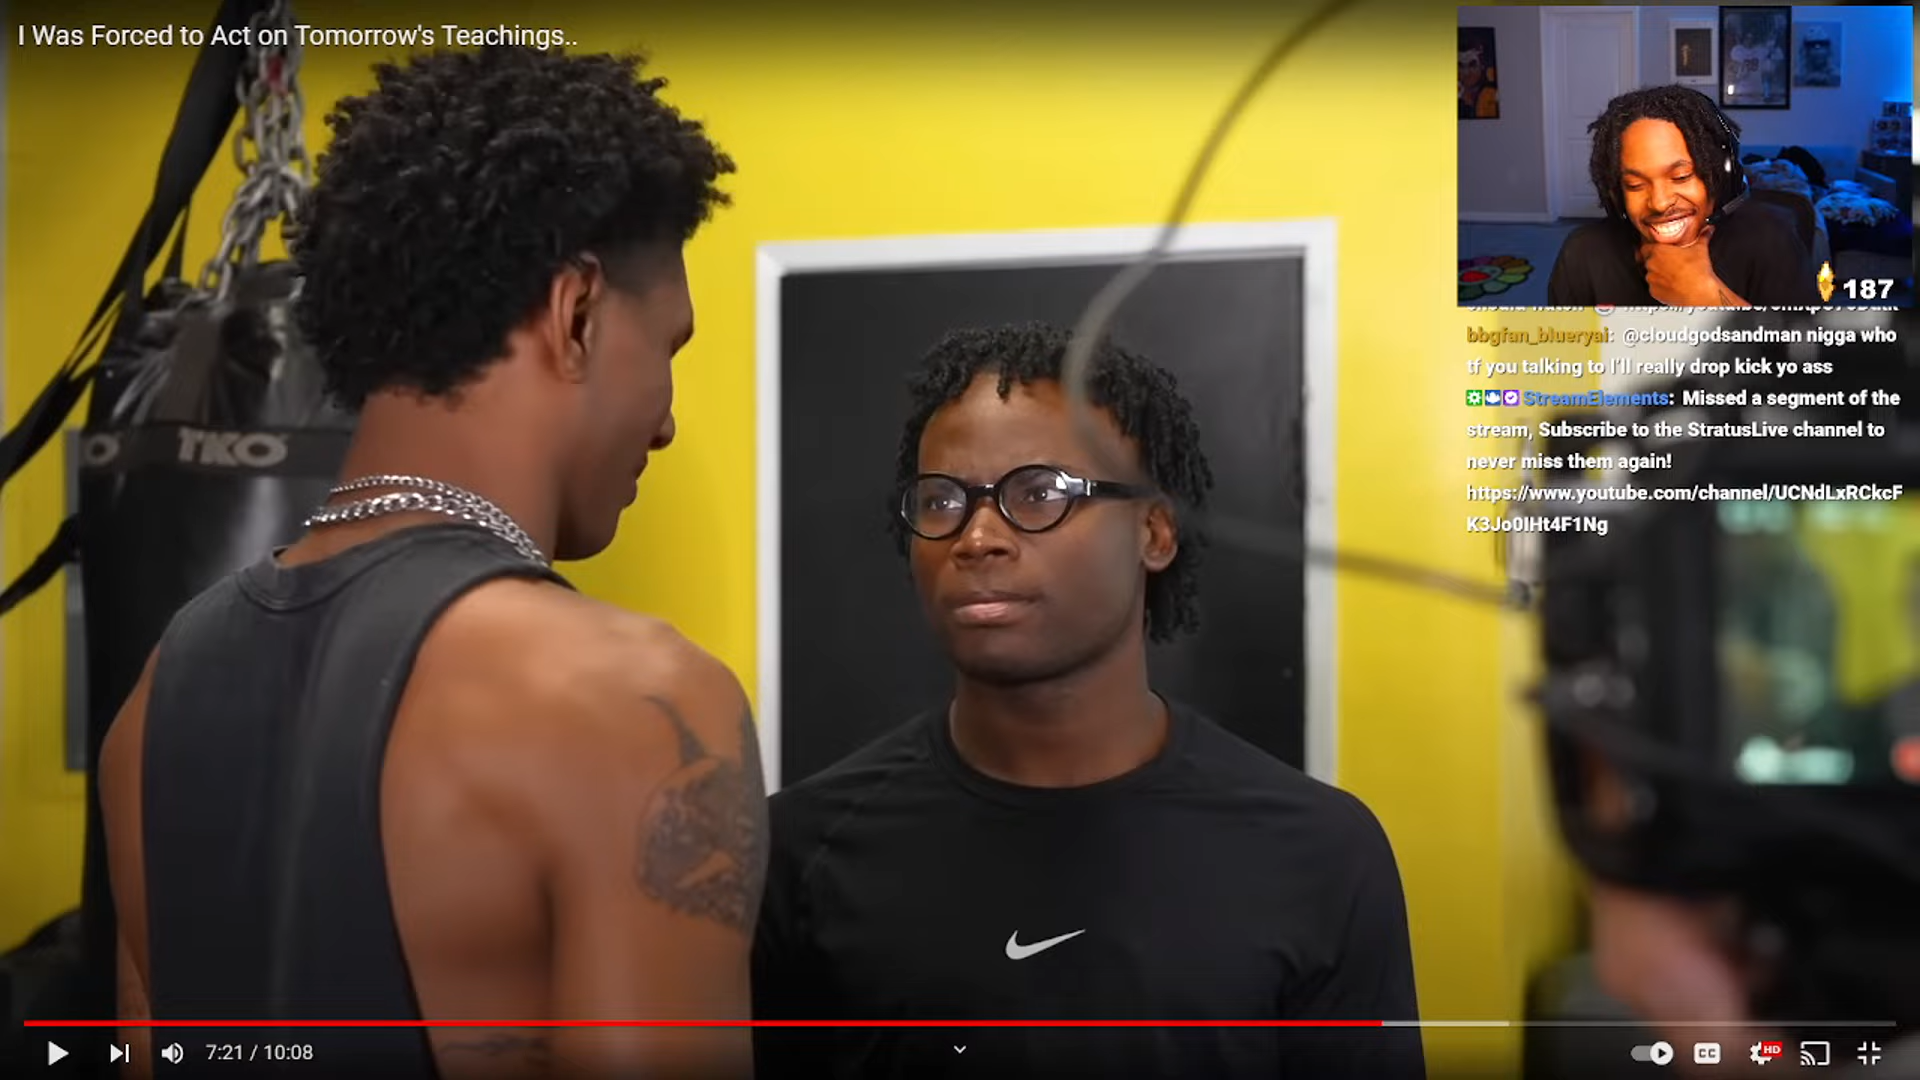 I Was Forced to Act on Tomorrow's Teachings..
187
bbgfan_blueryai: @cloudgodsandman nigga who
tf you talking to I'll really drop kick yo ass
StreamElements: Missed a segment of the
stream, Subscribe to the StratusLive channel to
never miss them again!
https://www.youtube.com/channel/UCNdLxRCkcF
K3Jo0IHt4F1Ng
TKO
7:21 / 10:08
CC
HD